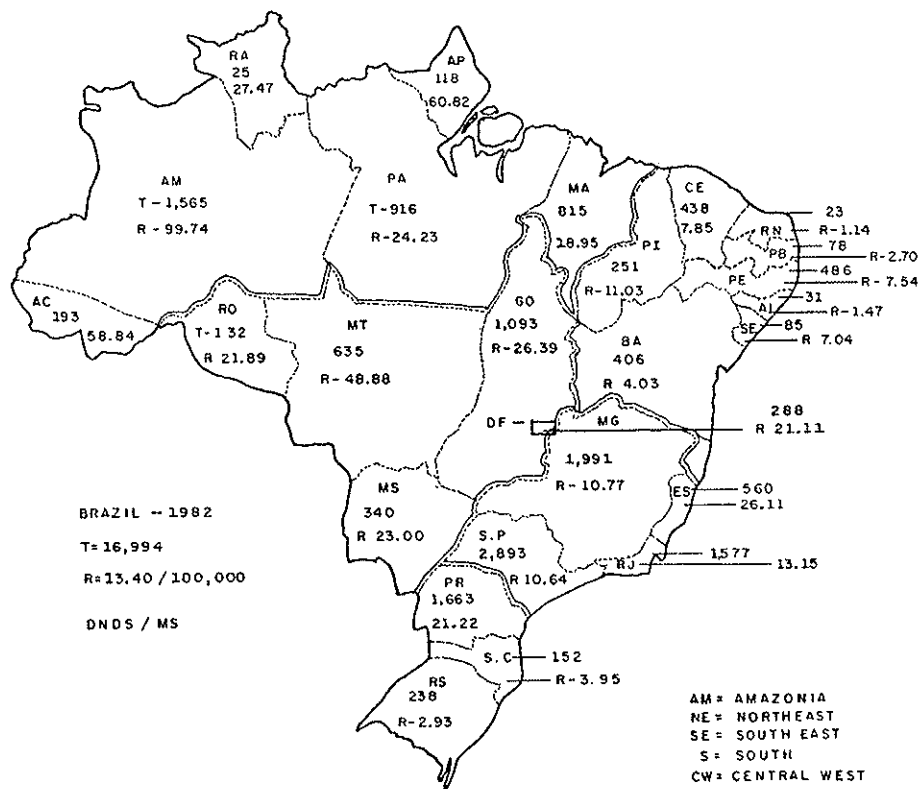 RA
25
27.47
AP
118
60.82
AM
T-1,565
R-99.74
PA
T-916
R-24.23
MA
815
18.95
PI
251
R-11.03
CE
438
7.85
23
RN
R-1.14
78
PB
R-2.70
486
PE
R-7.54
31
AL
R-1.47
SE
85
R 7.04
AC
193
58.84
RO
T-132
R 21.89
MT
635
R-48.88
GO
1,093
R-26.39
BA
406
R 4.03
DF
288
R 21.11
MG
1,991
R-10.77
ES
560
26.11
MS
340
R 23.00
S.P
2,893
R 10.64
1,577
RJ
13.15
PR
1,663
21.22
S.C
152
R-3.95
RS
238
R-2.93
BRAZIL -- 1982
T=16,994
R=13.40/100,000
DNDS / MS
AM= AMAZONIA
NE= NORTHEAST
SE= SOUTH EAST
S= SOUTH
CW= CENTRAL WEST